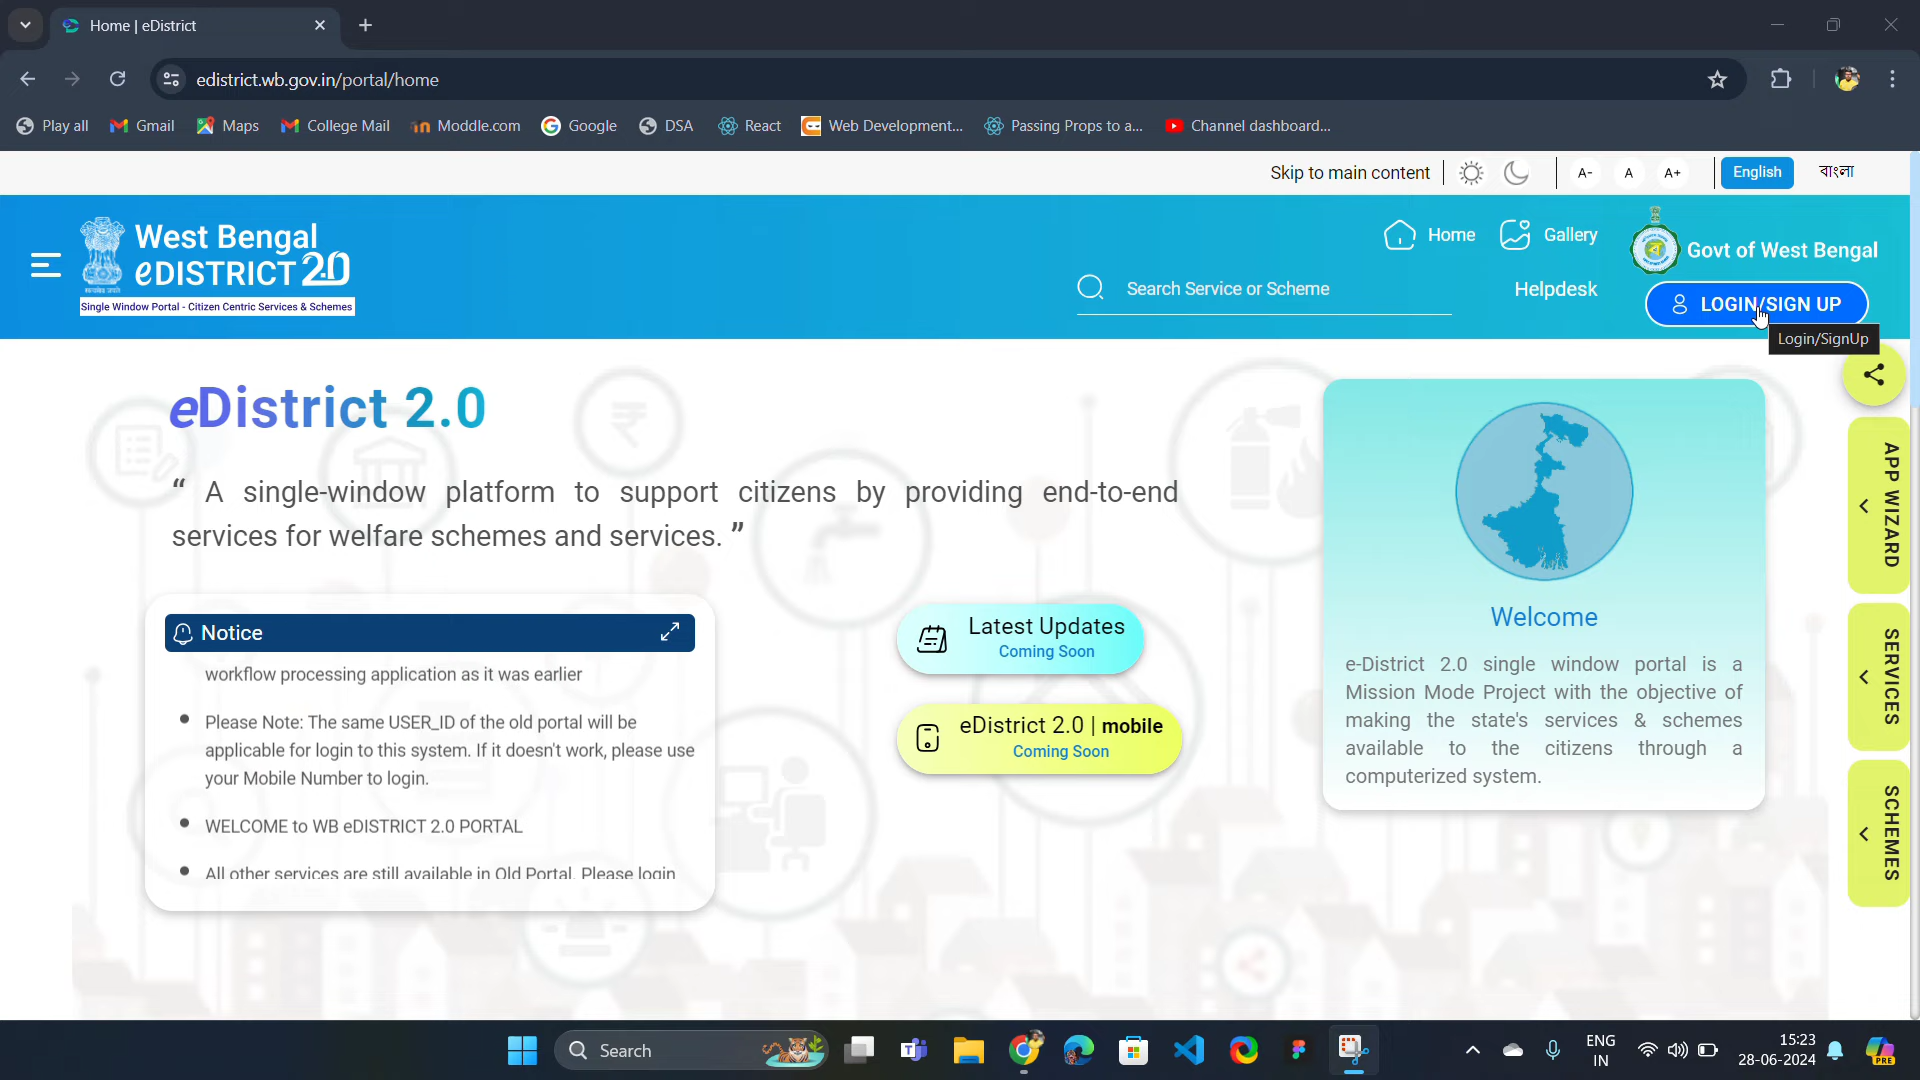 Home | eDistrict
edistrict.wb.gov.in/portal/home
Play all
Gmail
Maps
College Mail
Moddle.com
Google
DSA
React
Web Development...
Passing Props to a...
Channel dashboard...
Skip to main content
A-
A
A+
English
বাংলা
West Bengal
eDISTRICT 2.0
Single Window Portal - Citizen Centric Services & Schemes
Home
Gallery
Govt of West Bengal
Search Service or Scheme
Helpdesk
LOGIN/SIGN UP
Login/SignUp
eDistrict 2.0
“ A single-window platform to support citizens by providing end-to-end
services for welfare schemes and services. ”
Notice
workflow processing application as it was earlier
Please Note: The same USER_ID of the old portal will be
applicable for login to this system. If it doesn't work, please use
your Mobile Number to login.
WELCOME to WB eDISTRICT 2.0 PORTAL
All other services are still available in Old Portal. Please login
Latest Updates
Coming Soon
eDistrict 2.0 | mobile
Coming Soon
Welcome
e-District 2.0 single window portal is a
Mission Mode Project with the objective of
making the state's services & schemes
available to the citizens through a
computerized system.
APP WIZARD
SERVICES
SCHEMES
Search
ENG
IN
15:23
28-06-2024
PRE